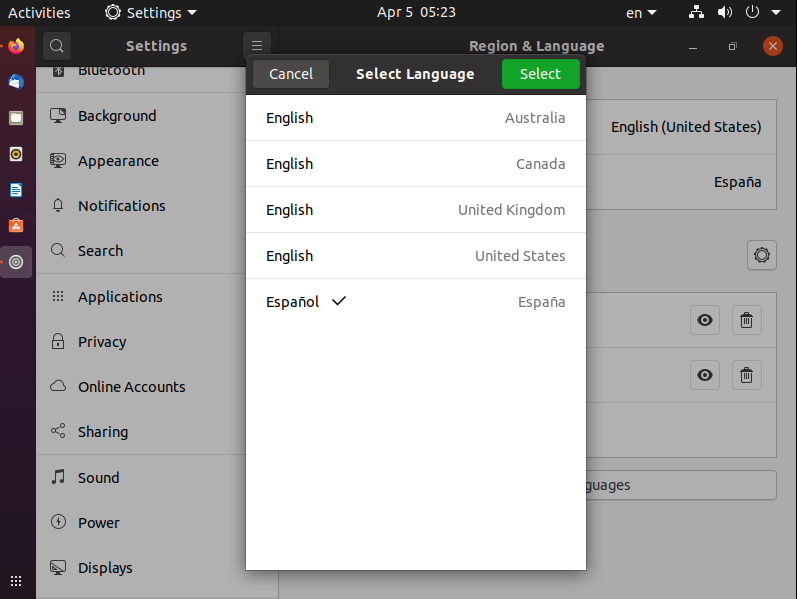 Activities Settings Apr 5 05:23 en
Settings Region & Language
Cancel Select Language Select
Bluetooth
Background
Appearance
Notifications
Search
Applications
Privacy
Online Accounts
Sharing
Sound
Power
Displays
English Australia
English Canada
English United Kingdom
English United States
Español España
English (United States)
España
guages